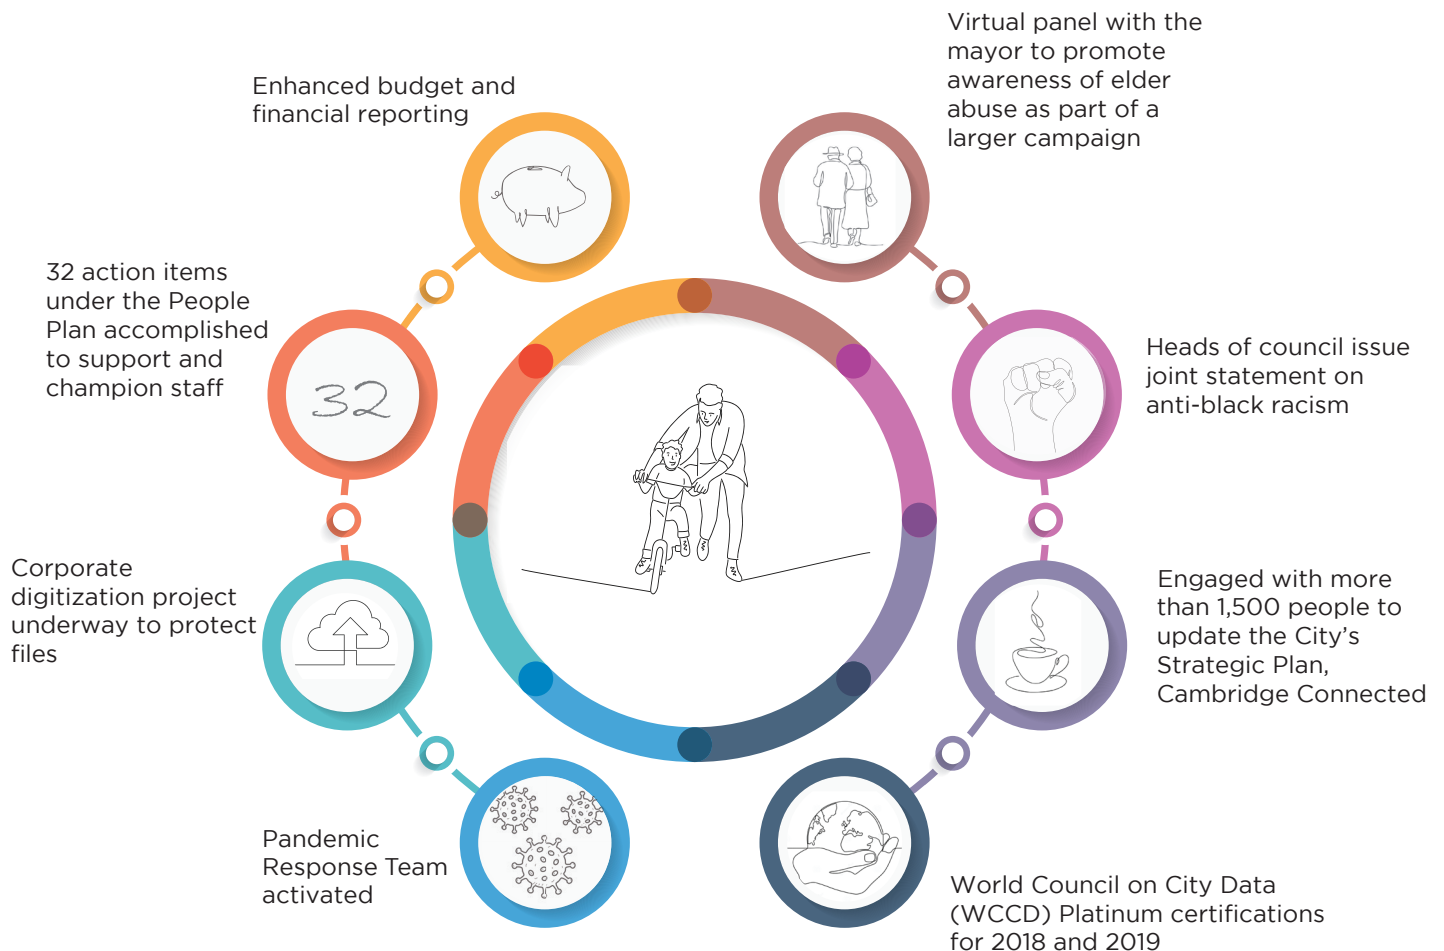 Enhanced budget and
financial reporting
Virtual panel with the
mayor to promote
awareness of elder
abuse as part of a
larger campaign
32 action items
under the People
Plan accomplished
to support and
champion staff
32
Heads of council issue
joint statement on
anti-black racism
Corporate
digitization project
underway to protect
files
Engaged with more
than 1,500 people to
update the City’s
Strategic Plan,
Cambridge Connected
Pandemic
Response Team
activated
World Council on City Data
(WCCD) Platinum certifications
for 2018 and 2019